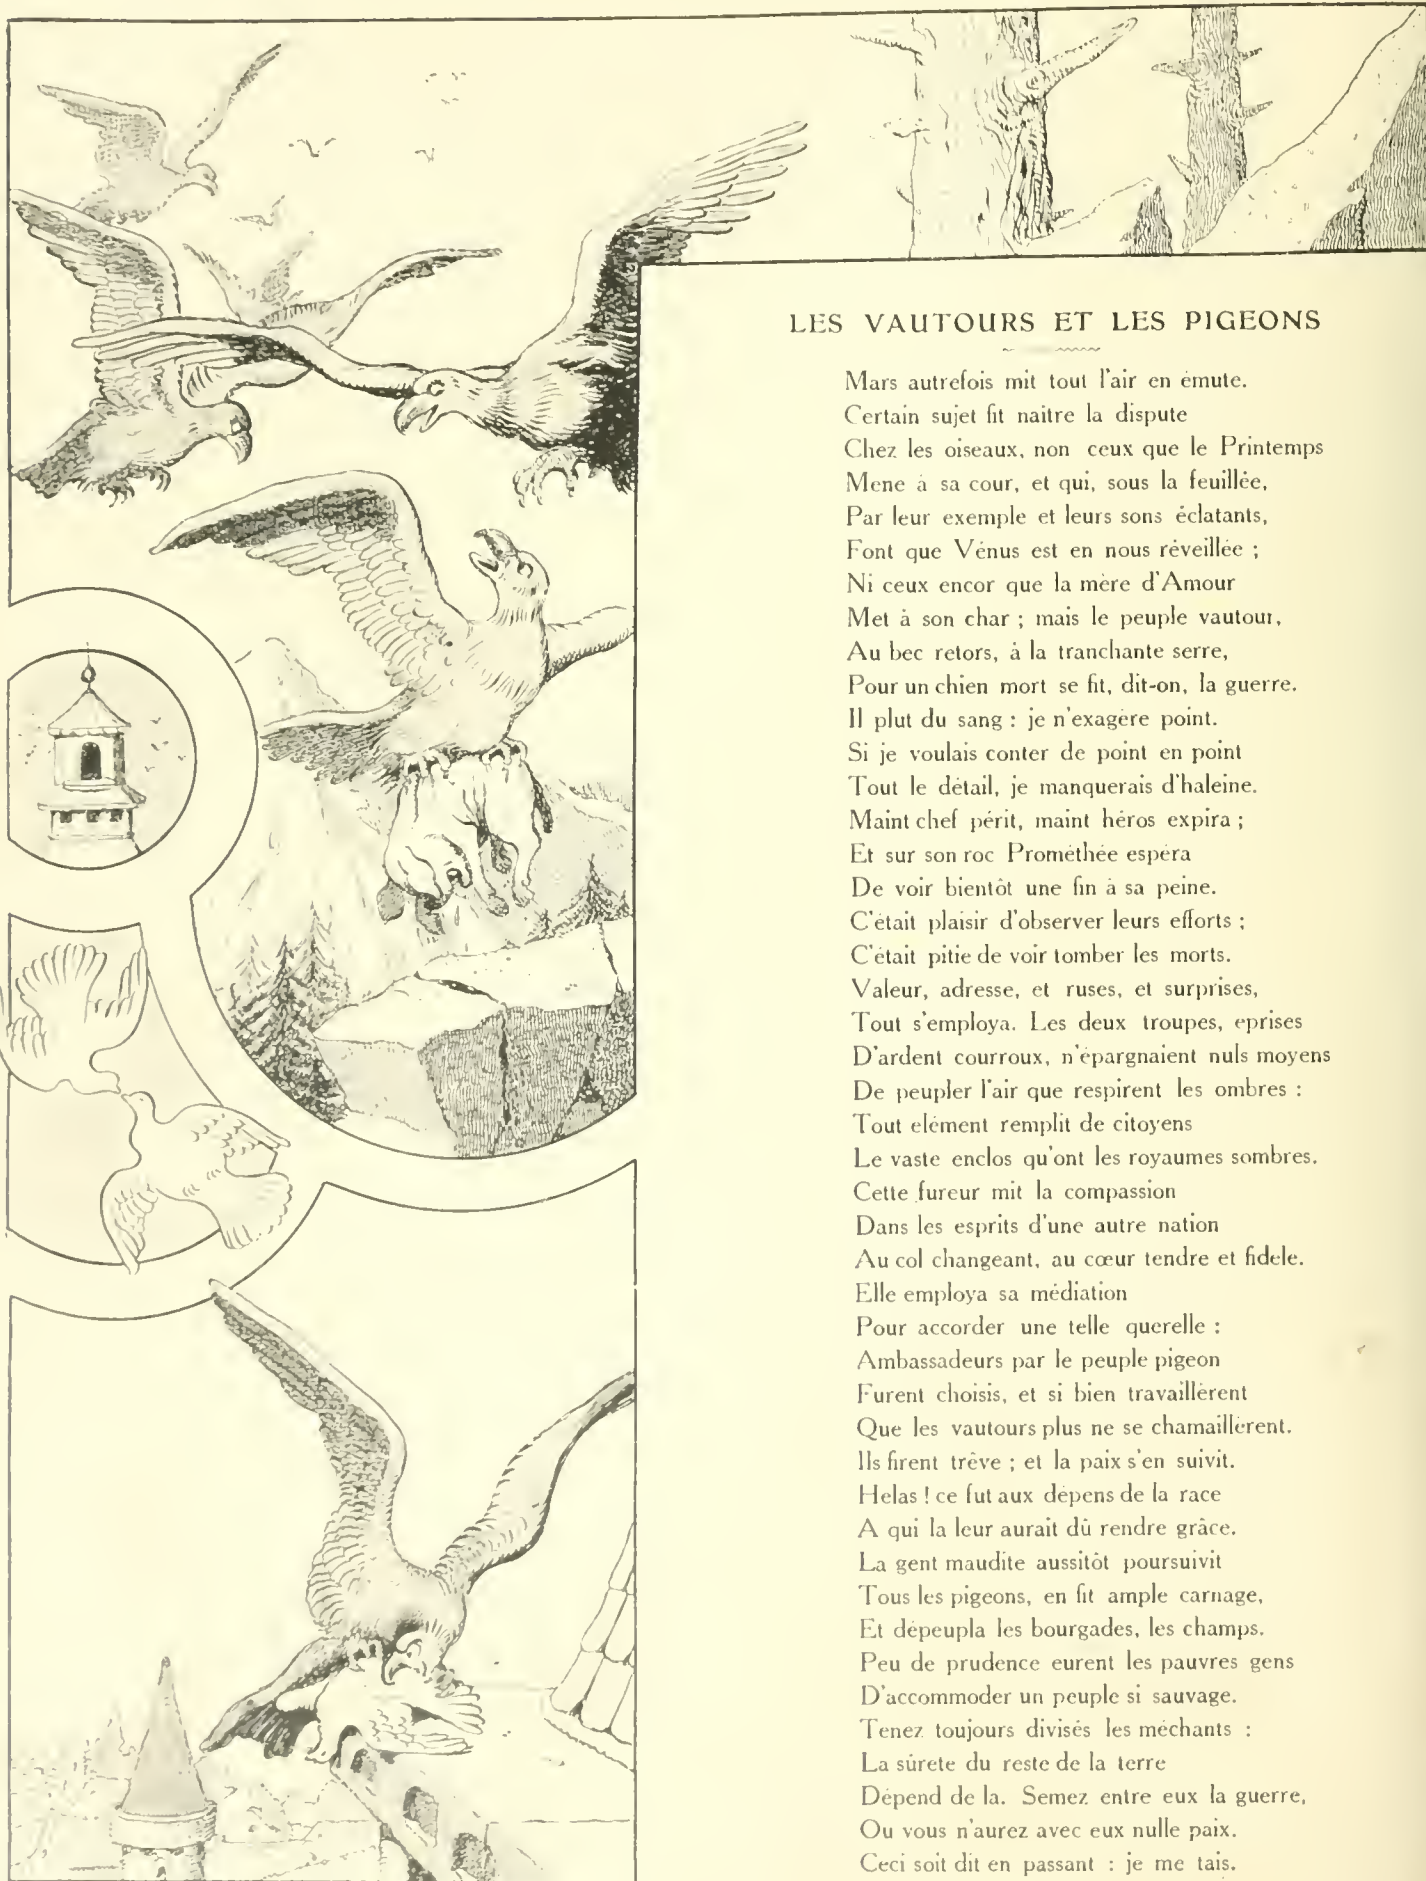 LES VAUTOURS ET LES PIGEONS
Mars autrefois mit tout l'air en émute.
Certain sujet fit naitre la dispute
Chez les oiseaux, non ceux que le Printemps
Mène à sa cour, et qui, sous la feuillée,
Par leur exemple et leurs sons éclatants,
Font que Vénus est en nous réveillée ;
Ni ceux encor que la mère d'Amour
Met à son char ; mais le peuple vautour,
Au bec retors, à la tranchante serre,
Pour un chien mort se fit, dit-on, la guerre.
Il plut du sang : je n'exagère point.
Si je voulais conter de point en point
Tout le détail, je manquerais d'haleine.
Maint chef périt, maint héros expira ;
Et sur son roc Prométhée espéra
De voir bientôt une fin à sa peine.
C'était plaisir d'observer leurs efforts ;
C'était pitie de voir tomber les morts.
Valeur, adresse, et ruses, et surprises,
Tout s'employa. Les deux troupes, eprises
D'ardent courroux, n'épargnaient nuls moyens
De peupler l'air que respirent les ombres :
Tout elément remplit de citoyens
Le vaste enclos qu'ont les royaumes sombres.
Cette fureur mit la compassion
Dans les esprits d'une autre nation
Au col changeant, au cœur tendre et fidele.
Elle employa sa médiation
Pour accorder une telle querelle :
Ambassadeurs par le peuple pigeon
Furent choisis, et si bien travaillèrent
Que les vautours plus ne se chamaillèrent.
Ils firent trêve ; et la paix s'en suivit.
Helas ! ce fut aux dépens de la race
A qui la leur aurait dû rendre grâce.
La gent maudite aussitôt poursuivit
Tous les pigeons, en fit ample carnage,
Et dépeupla les bourgades, les champs.
Peu de prudence eurent les pauvres gens
D'accommoder un peuple si sauvage.
Tenez toujours divisés les méchants :
La sûrete du reste de la terre
Dépend de la. Semez entre eux la guerre,
Ou vous n'aurez avec eux nulle paix.
Ceci soit dit en passant : je me tais.